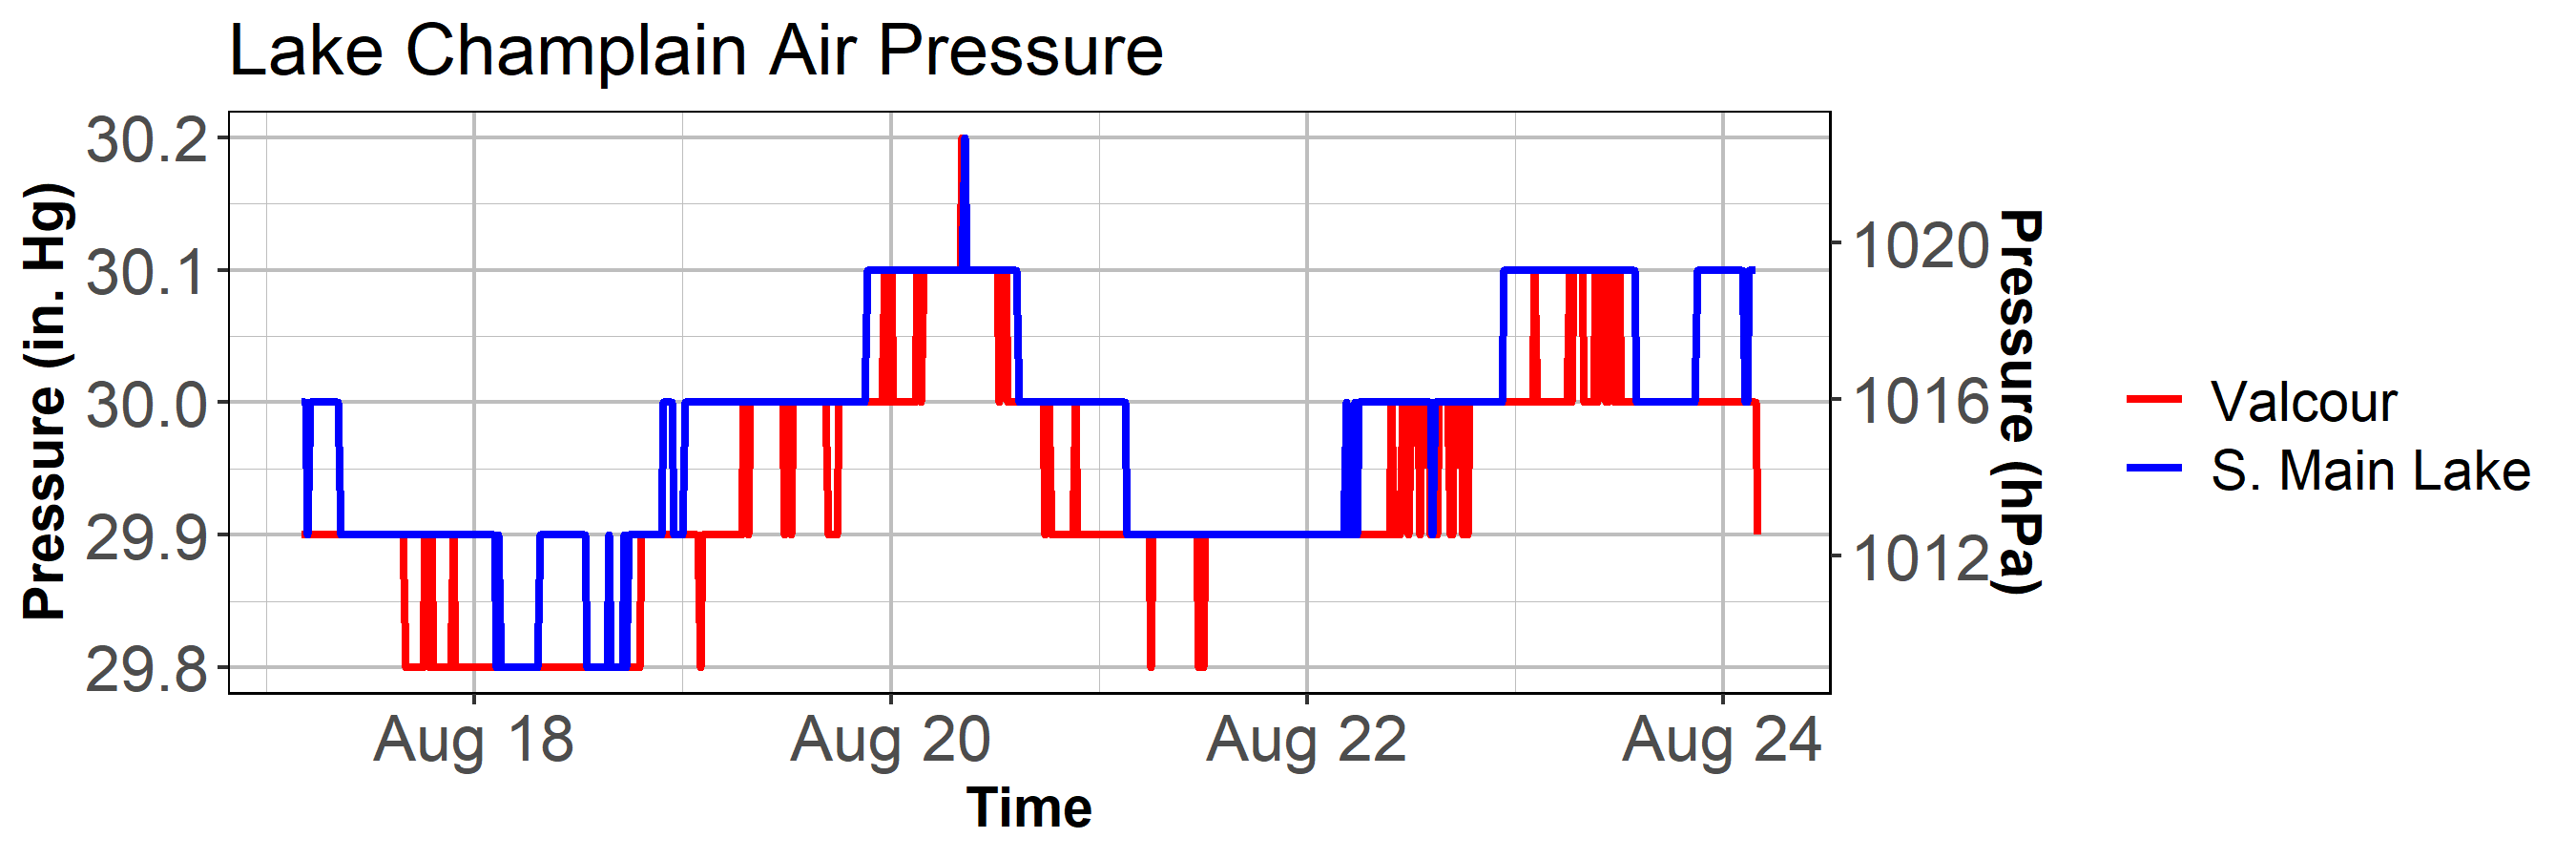 Lake Champlain Air Pressure
Pressure (in. Hg)
30.2
30.1
30.0
29.9
29.8
Aug 18
Aug 20
Aug 22
Aug 24
Time
1020
1016
1012
Pressure (hPa)
Valcour
S. Main Lake